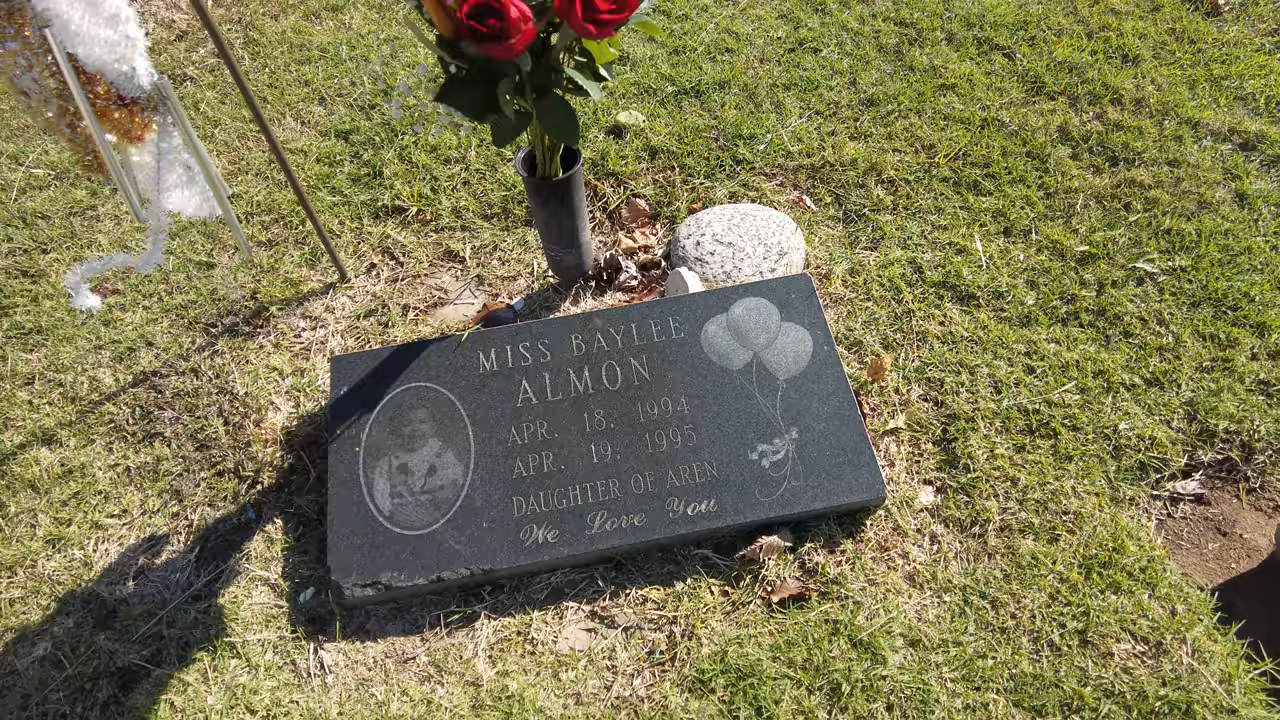 MISS BAYLEE
ALMON
APR. 18, 1994
APR. 19, 1995
DAUGHTER OF AREN
We Love You